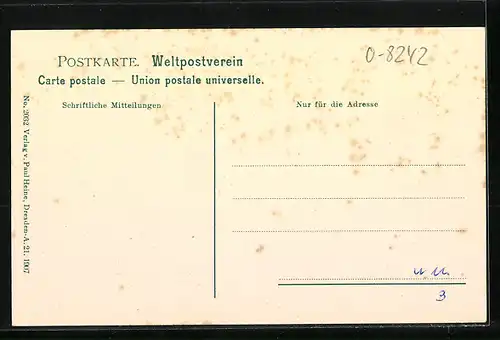 O-8242
POSTKARTE. Weltpostverein
Carte postale — Union postale universelle.
Schriftliche Mitteilungen
Nur für die Adresse
No. 2032 Verlag v. Paul Heine, Dresden-A. 21. 1907
3